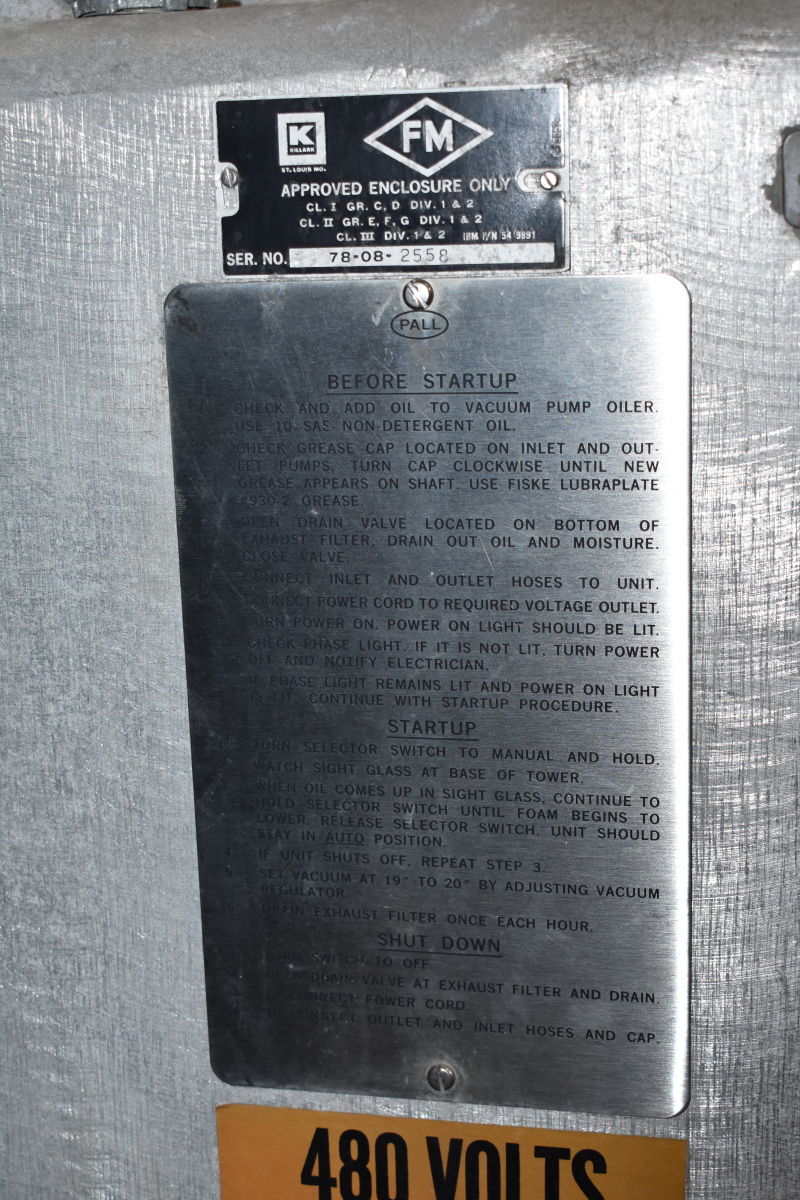 K
KILLARK
ST. LOUIS MO.
FM
APPROVED ENCLOSURE ONLY
CL. I GR. C, D DIV. 1 & 2
CL. II GR. E, F, G DIV. 1 & 2
CL. III DIV. 1 & 2 IBM P/N 54 9891
SER. NO. 78-08- 2558
PALL
BEFORE STARTUP
CHECK AND ADD OIL TO VACUUM PUMP OILER.
USE 10 SAE NON-DETERGENT OIL.
CHECK GREASE CAP LOCATED ON INLET AND OUT-
LET PUMPS, TURN CAP CLOCKWISE UNTIL NEW
GREASE APPEARS ON SHAFT. USE FISKE LUBRAPLATE
#930-2 GREASE.
OPEN DRAIN VALVE LOCATED ON BOTTOM OF
EXHAUST FILTER, DRAIN OUT OIL AND MOISTURE.
CLOSE VALVE.
CONNECT INLET AND OUTLET HOSES TO UNIT.
CONNECT POWER CORD TO REQUIRED VOLTAGE OUTLET.
TURN POWER ON. POWER ON LIGHT SHOULD BE LIT.
CHECK PHASE LIGHT. IF IT IS NOT LIT, TURN POWER
OFF AND NOTIFY ELECTRICIAN.
IF PHASE LIGHT REMAINS LIT AND POWER ON LIGHT
IS LIT, CONTINUE WITH STARTUP PROCEDURE.
STARTUP
TURN SELECTOR SWITCH TO MANUAL AND HOLD.
WATCH SIGHT GLASS AT BASE OF TOWER.
WHEN OIL COMES UP IN SIGHT GLASS, CONTINUE TO
HOLD SELECTOR SWITCH UNTIL FOAM BEGINS TO
LOWER. RELEASE SELECTOR SWITCH. UNIT SHOULD
STAY IN AUTO POSITION.
4. IF UNIT SHUTS OFF, REPEAT STEP 3.
5. SET VACUUM AT 19" TO 20" BY ADJUSTING VACUUM
REGULATOR.
6. DRAIN EXHAUST FILTER ONCE EACH HOUR.
SHUT DOWN
TURN SWITCH TO OFF.
DRAIN VALVE AT EXHAUST FILTER AND DRAIN.
3. DISCONNECT POWER CORD.
DISCONNECT OUTLET AND INLET HOSES AND CAP.
480 VOLTS